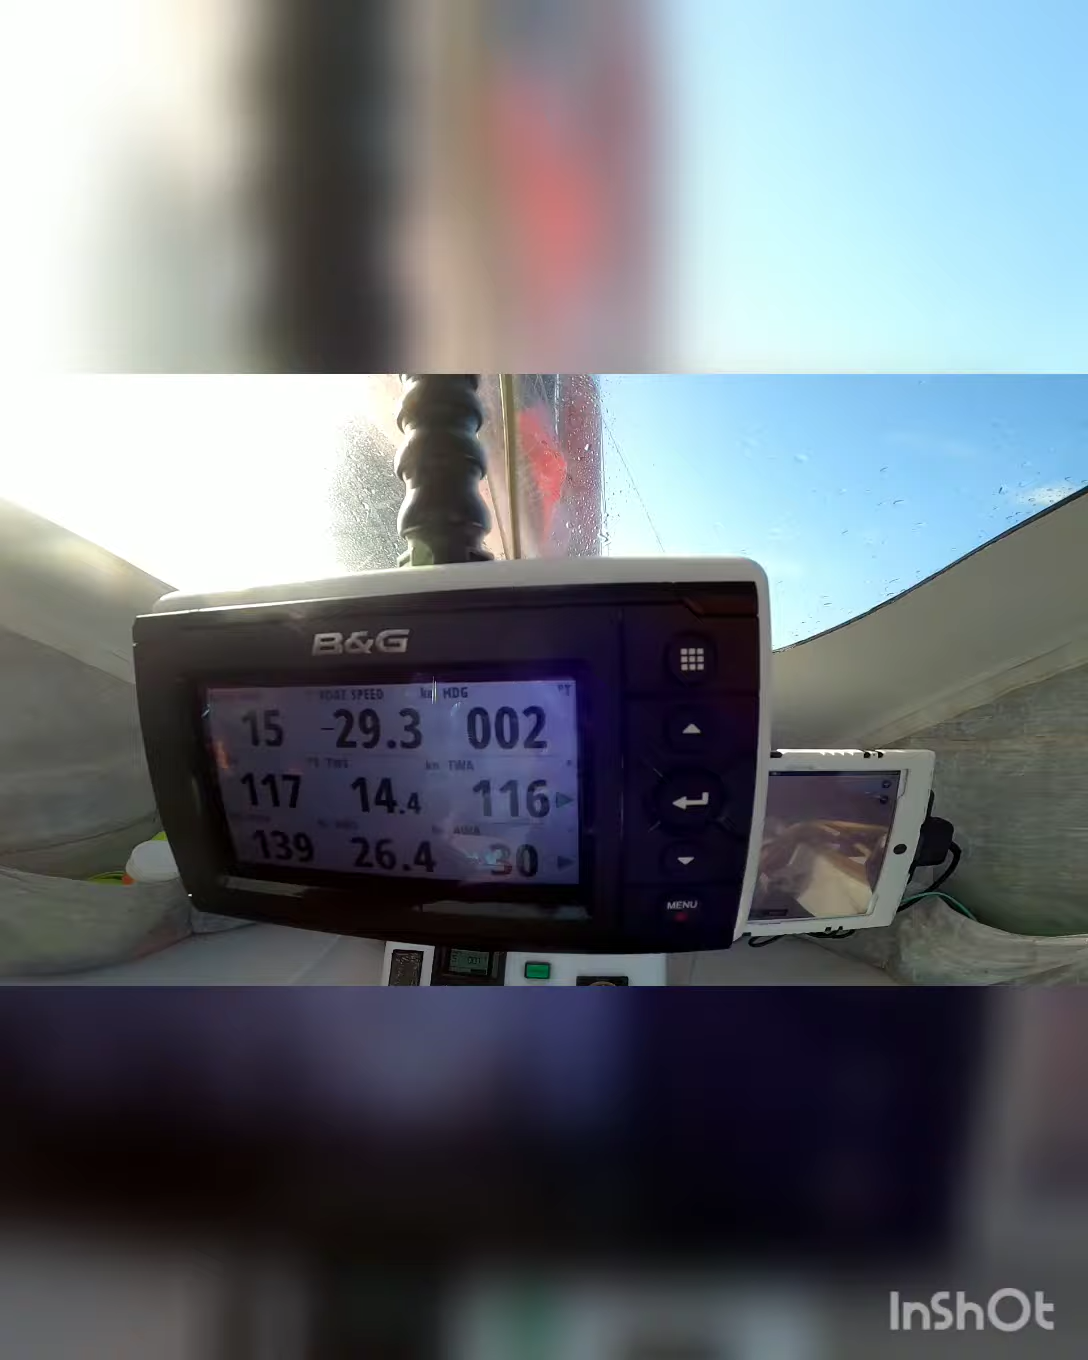 B&G
BOAT SPEED kn HDG °T
15 -29.3 002
°T TWS kn TWA °
117 14.4 116
AWA
139 26.4 30
MENU
InShOt